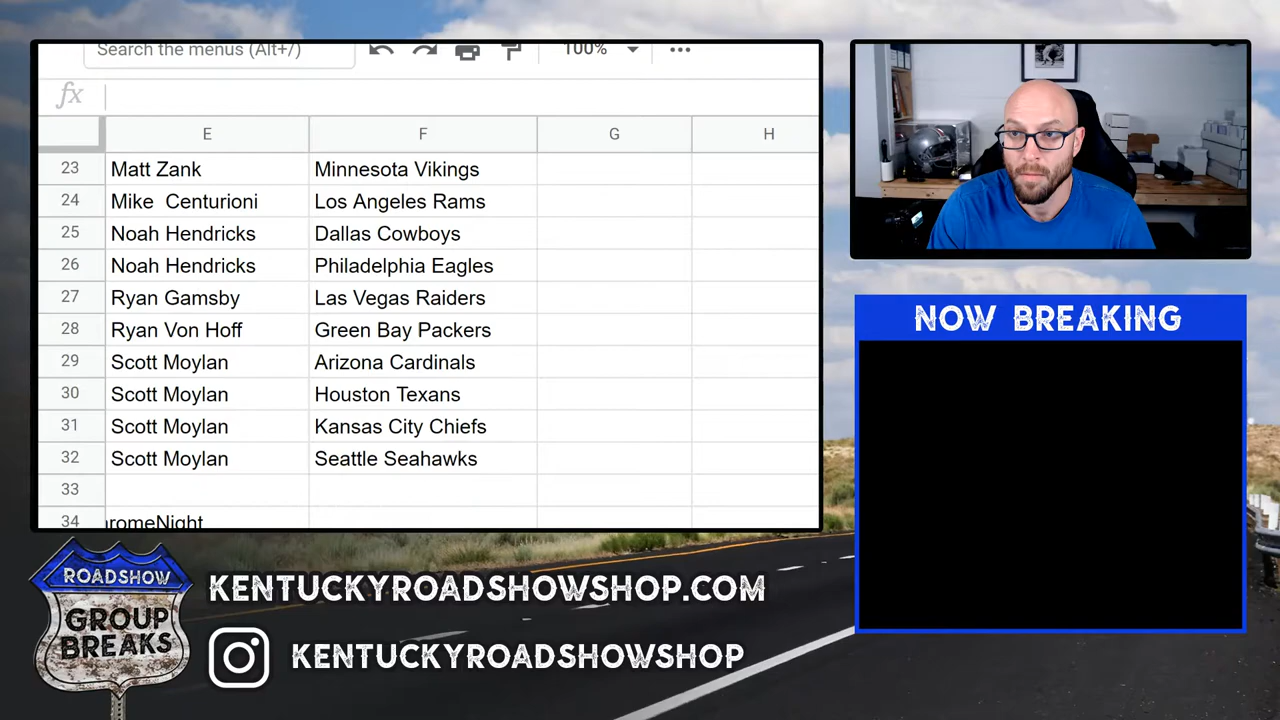 Search the menus (Alt+/)
100%
fx
E F G H
23 Matt Zank Minnesota Vikings
24 Mike  Centurioni Los Angeles Rams
25 Noah Hendricks Dallas Cowboys
26 Noah Hendricks Philadelphia Eagles
27 Ryan Gamsby Las Vegas Raiders
28 Ryan Von Hoff Green Bay Packers
29 Scott Moylan Arizona Cardinals
30 Scott Moylan Houston Texans
31 Scott Moylan Kansas City Chiefs
32 Scott Moylan Seattle Seahawks
33
34 romeNight
NOW BREAKING
ROADSHOW
GROUP
BREAKS
KENTUCKYROADSHOWSHOP.COM
KENTUCKYROADSHOWSHOP